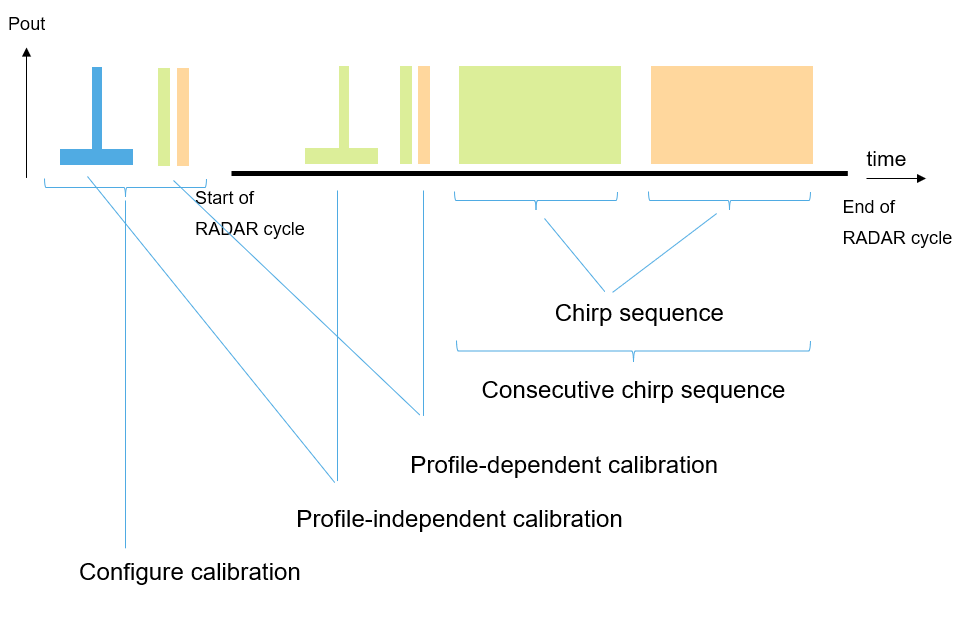 Pout
time
Start of
RADAR cycle
End of
RADAR cycle
Chirp sequence
Consecutive chirp sequence
Profile-dependent calibration
Profile-independent calibration
Configure calibration